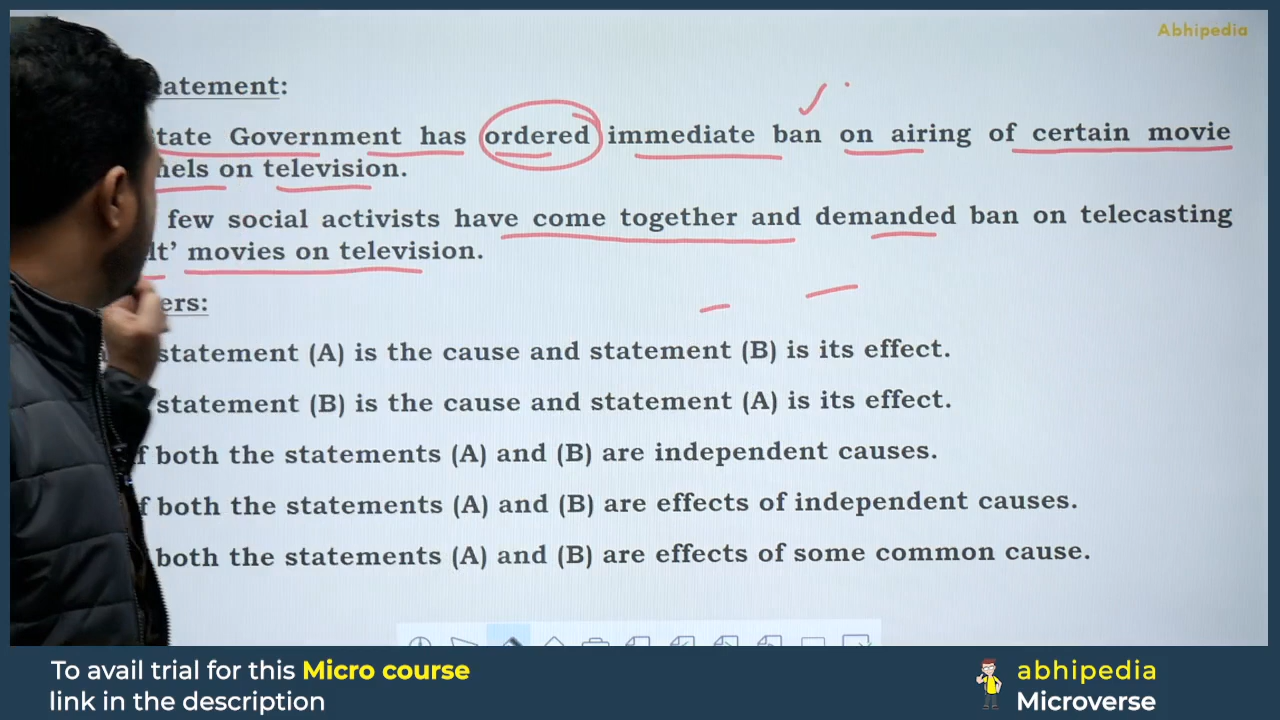 Abhipedia
atement:
tate Government has ordered immediate ban on airing of certain movie
nels on television.
few social activists have come together and demanded ban on telecasting
lt’ movies on television.
ers:
statement (A) is the cause and statement (B) is its effect.
statement (B) is the cause and statement (A) is its effect.
f both the statements (A) and (B) are independent causes.
f both the statements (A) and (B) are effects of independent causes.
both the statements (A) and (B) are effects of some common cause.
To avail trial for this Micro course
link in the description
abhipedia
Microverse